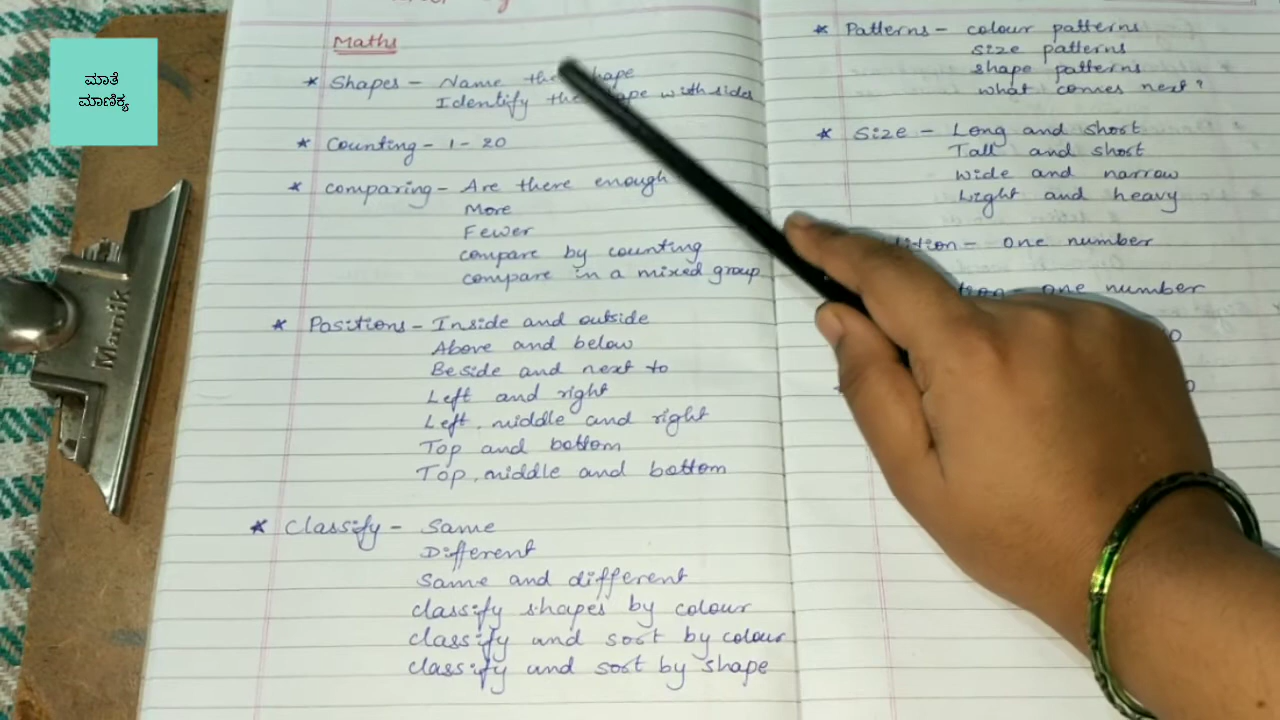 ಮಾತೆ
ಮಾಣಿಕ್ಯ
Manik
Maths
* Shapes - Name the shape
Identify the shape with sides
* Counting - 1 - 20
* Comparing - Are there enough
More
Fewer
compare by counting
compare in a mixed group
* Positions - Inside and outside
Above and below
Beside and next to
Left and right
Left, middle and right
Top and bottom
Top, middle and bottom
* Classify - Same
Different
Same and different
classify shapes by colour
classify and sort by colour
classify and sort by shape
* Patterns - colour patterns
size patterns
shape patterns
what comes next?
* Size - Long and short
Tall and short
Wide and narrow
Light and heavy
dition - one number
tion - one number